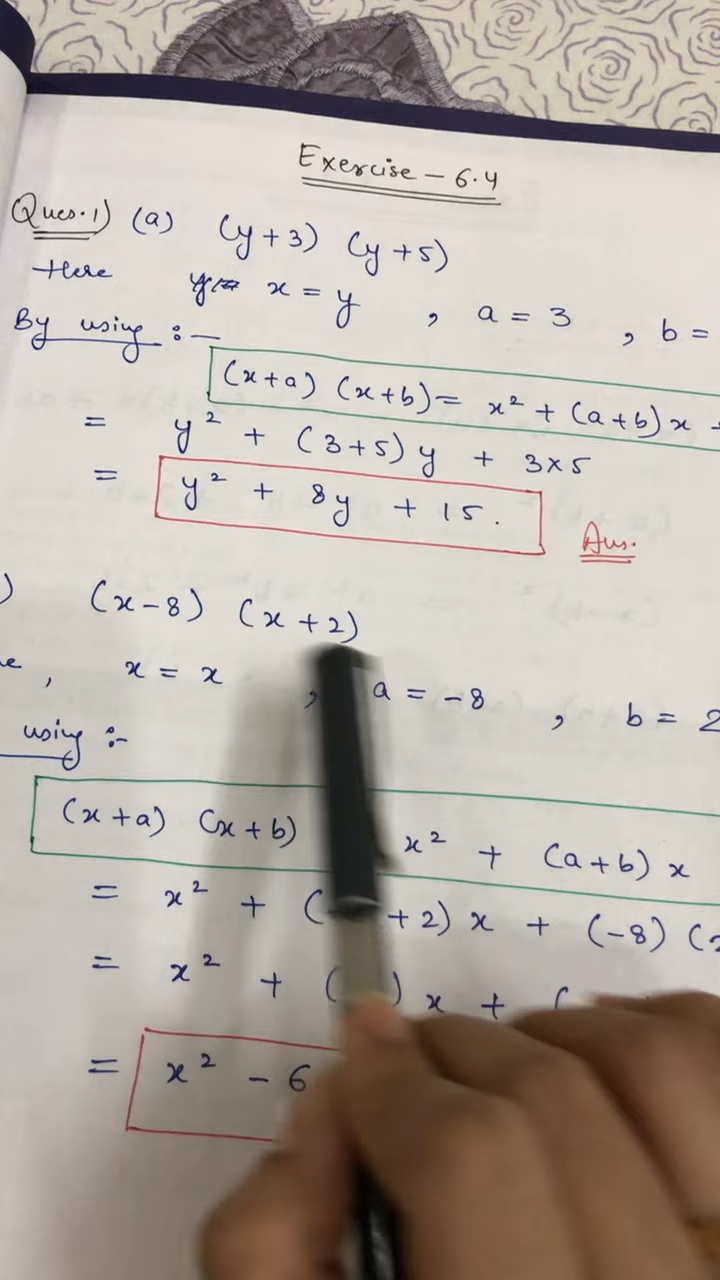 Exercise - 6.4
Ques.1) (a) (y+3) (y+5)
Here x = y , a = 3 , b =
By using :-
(x+a) (x+b) = x² + (a+b)x
= y² + (3+5)y + 3×5
= y² + 8y + 15.
Ans.
) (x-8) (x+2)
, x = x , a = -8 , b = 2
using :-
(x+a) (x+b) x² + (a+b) x
= x² + ( +2) x + (-8) (2
= x² + ( ) x + (
= x² - 6